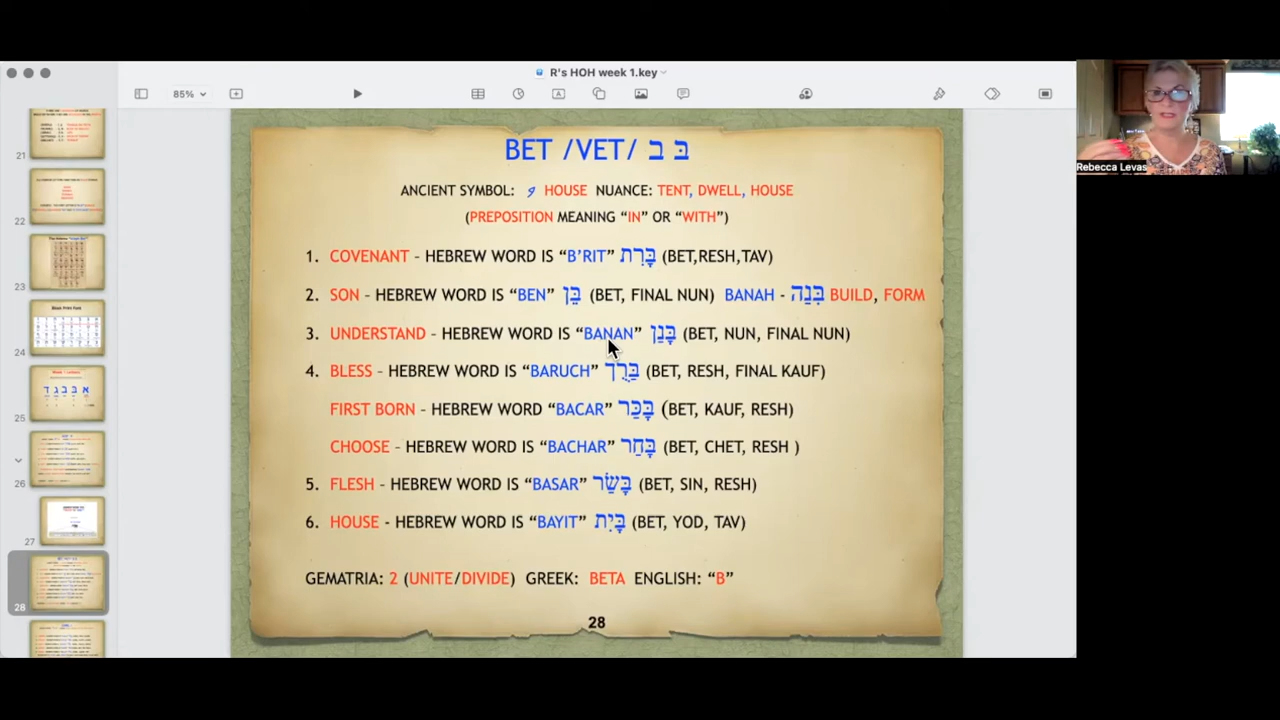 R's HOH week 1.key
85%
Rebecca Levas
21
22
23
24
25
26
27
28
BET /VET/ ב בּ
ANCIENT SYMBOL: HOUSE NUANCE: TENT, DWELL, HOUSE
(PREPOSITION MEANING “IN” OR “WITH”)
1. COVENANT - HEBREW WORD IS “B’RIT” בָּרִת (BET,RESH,TAV)
2. SON - HEBREW WORD IS “BEN” בֵּן (BET, FINAL NUN) BANAH - בִּנַה BUILD, FORM
3. UNDERSTAND - HEBREW WORD IS “BANAN” בָּנַן (BET, NUN, FINAL NUN)
4. BLESS - HEBREW WORD IS “BARUCH” בַּרֻך (BET, RESH, FINAL KAUF)
FIRST BORN - HEBREW WORD “BACAR” בָּכַּר (BET, KAUF, RESH)
CHOOSE - HEBREW WORD IS “BACHAR” בָּחַר (BET, CHET, RESH )
5. FLESH - HEBREW WORD IS “BASAR” בָּשַׂר (BET, SIN, RESH)
6. HOUSE - HEBREW WORD IS “BAYIT” בָּיִת (BET, YOD, TAV)
GEMATRIA: 2 (UNITE/DIVIDE) GREEK: BETA ENGLISH: “B”
28